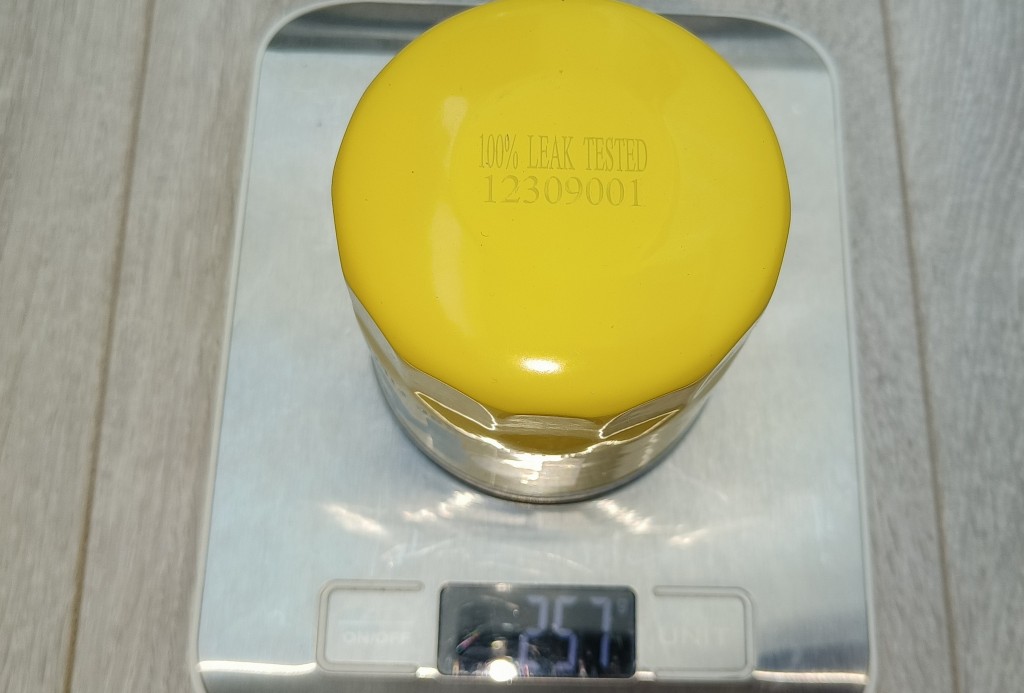 100% LEAK TESTED
12309001
ON/OFF
257
UNIT